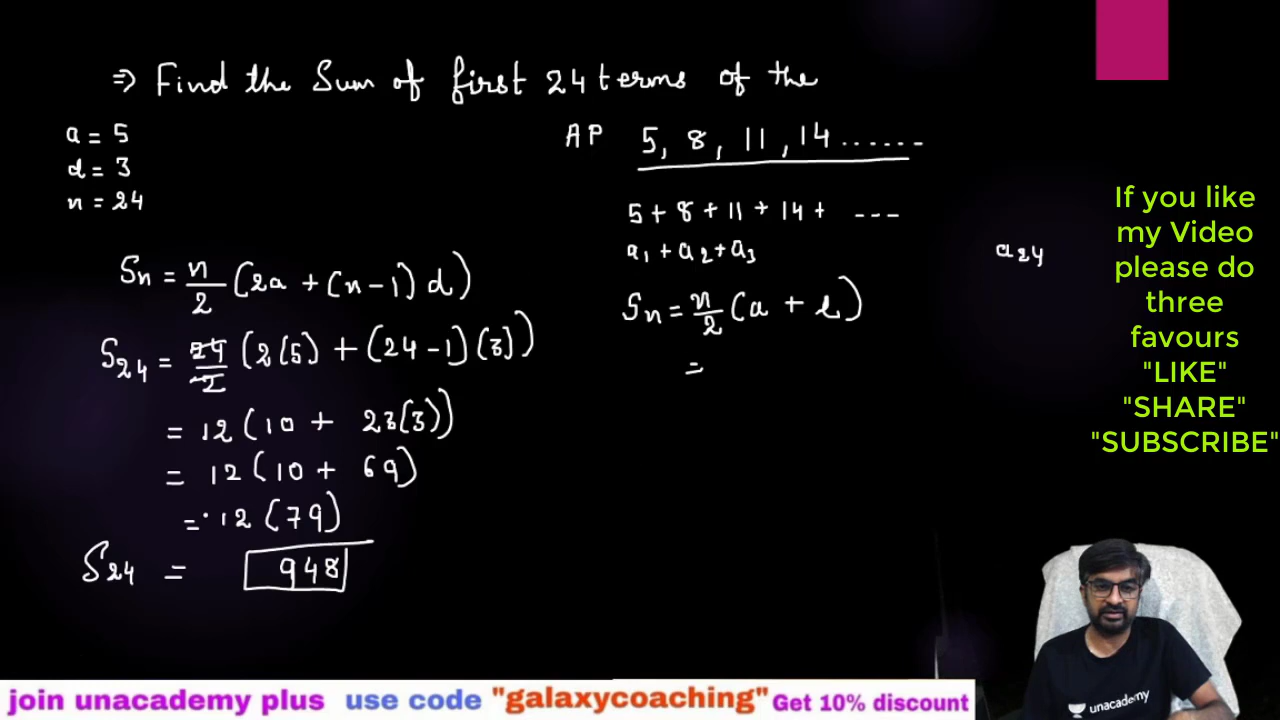 ⇒ Find the Sum of first 24 terms of the
AP 5, 8, 11, 14 ......
a = 5
d = 3
n = 24
5 + 8 + 11 + 14 + ---
a₁ + a₂ + a₃ a₂₄
Sn = n/2 (2a + (n-1) d)
S₂₄ = 24/2 (2(5) + (24-1)(3))
= 12 (10 + 23(3))
= 12 (10 + 69)
= 12 (79)
S₂₄ = 948
Sn = n/2 (a + l)
=
If you like
my Video
please do
three
favours
"LIKE"
"SHARE"
"SUBSCRIBE"
unacademy
join unacademy plus use code "galaxycoaching" Get 10% discount